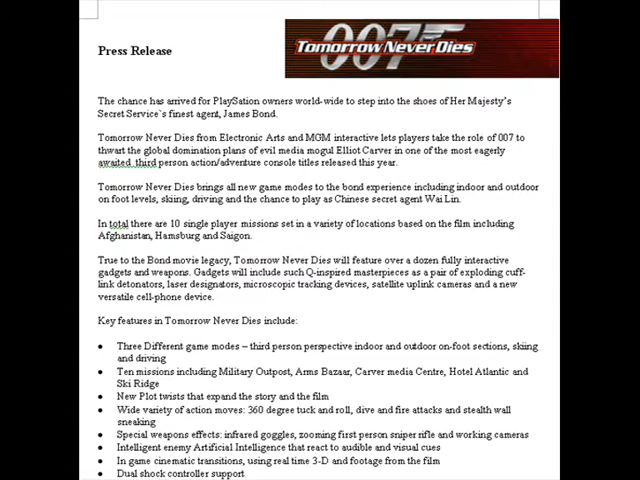 007
Tomorrow Never Dies
Press Release
The chance has arrived for PlaySation owners world-wide to step into the shoes of Her Majesty's
Secret Service`s finest agent, James Bond.
Tomorrow Never Dies from Electronic Arts and MGM interactive lets players take the role of 007 to
thwart the global domination plans of evil media mogul Elliot Carver in one of the most eagerly
awaited third person action/adventure console titles released this year.
Tomorrow Never Dies brings all new game modes to the bond experience including indoor and outdoor
on foot levels, skiing, driving and the chance to play as Chinese secret agent Wai Lin.
In total there are 10 single player missions set in a variety of locations based on the film including
Afghanistan, Hamsburg and Saigon.
True to the Bond movie legacy, Tomorrow Never Dies will feature over a dozen fully interactive
gadgets and weapons. Gadgets will include such Q-inspired masterpieces as a pair of exploding cuff-
link detonators, laser designators, microscopic tracking devices, satellite uplink cameras and a new
versatile cell-phone device.
Key features in Tomorrow Never Dies include:
• Three Different game modes – third person perspective indoor and outdoor on-foot sections, skiing
and driving
• Ten missions including Military Outpost, Arms Bazaar, Carver media Centre, Hotel Atlantic and
Ski Ridge
• New Plot twists that expand the story and the film
• Wide variety of action moves: 360 degree tuck and roll, dive and fire attacks and stealth wall
sneaking
• Special weapons effects: infrared goggles, zooming first person sniper rifle and working cameras
• Intelligent enemy Artificial Intelligence that react to audible and visual cues
• In game cinematic transitions, using real time 3-D and footage from the film
• Dual shock controller support